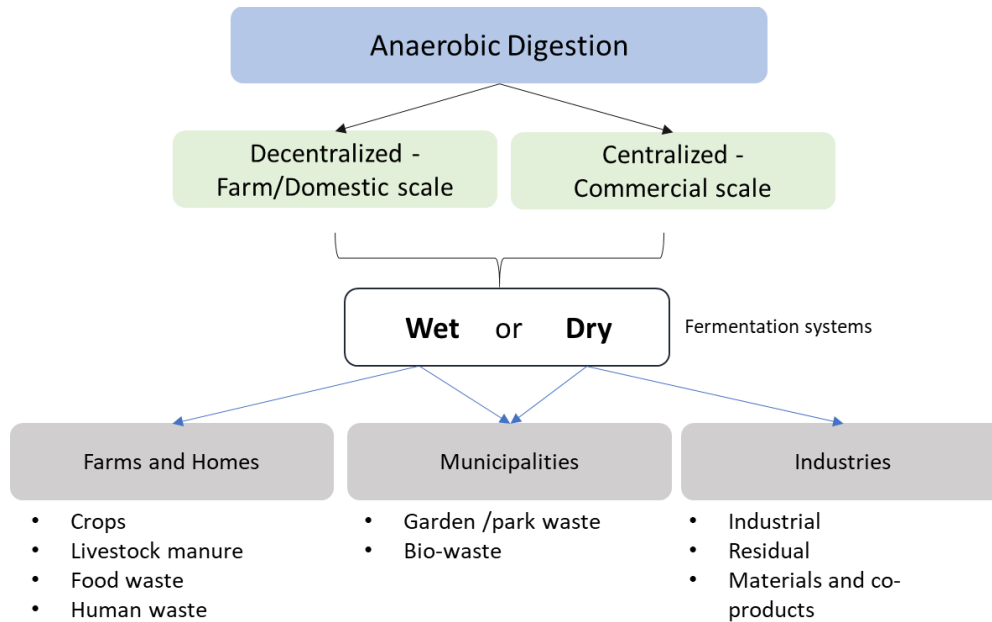 Anaerobic Digestion
Decentralized -
Farm/Domestic scale
Centralized -
Commercial scale
Wet or Dry
Fermentation systems
Farms and Homes
• Crops
• Livestock manure
• Food waste
• Human waste
Municipalities
• Garden /park waste
• Bio-waste
Industries
• Industrial
• Residual
• Materials and co-
products